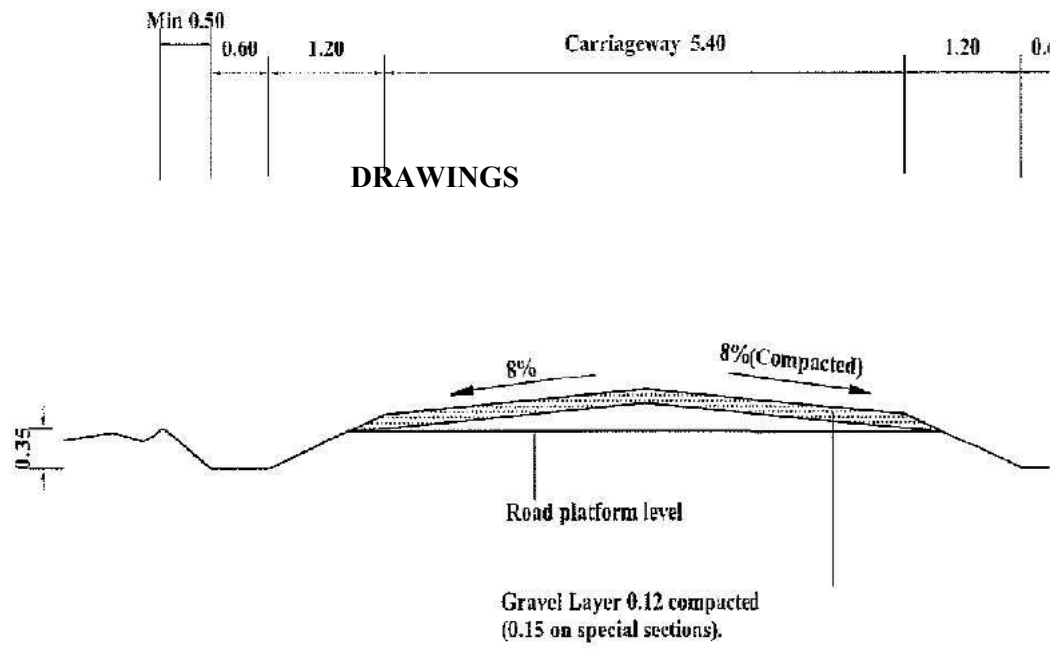 Min 0.50
0.60 1.20 Carriageway 5.40 1.20
DRAWINGS
8% 8%(Compacted)
0.35
Road platform level
Gravel Layer 0.12 compacted
(0.15 on special sections).